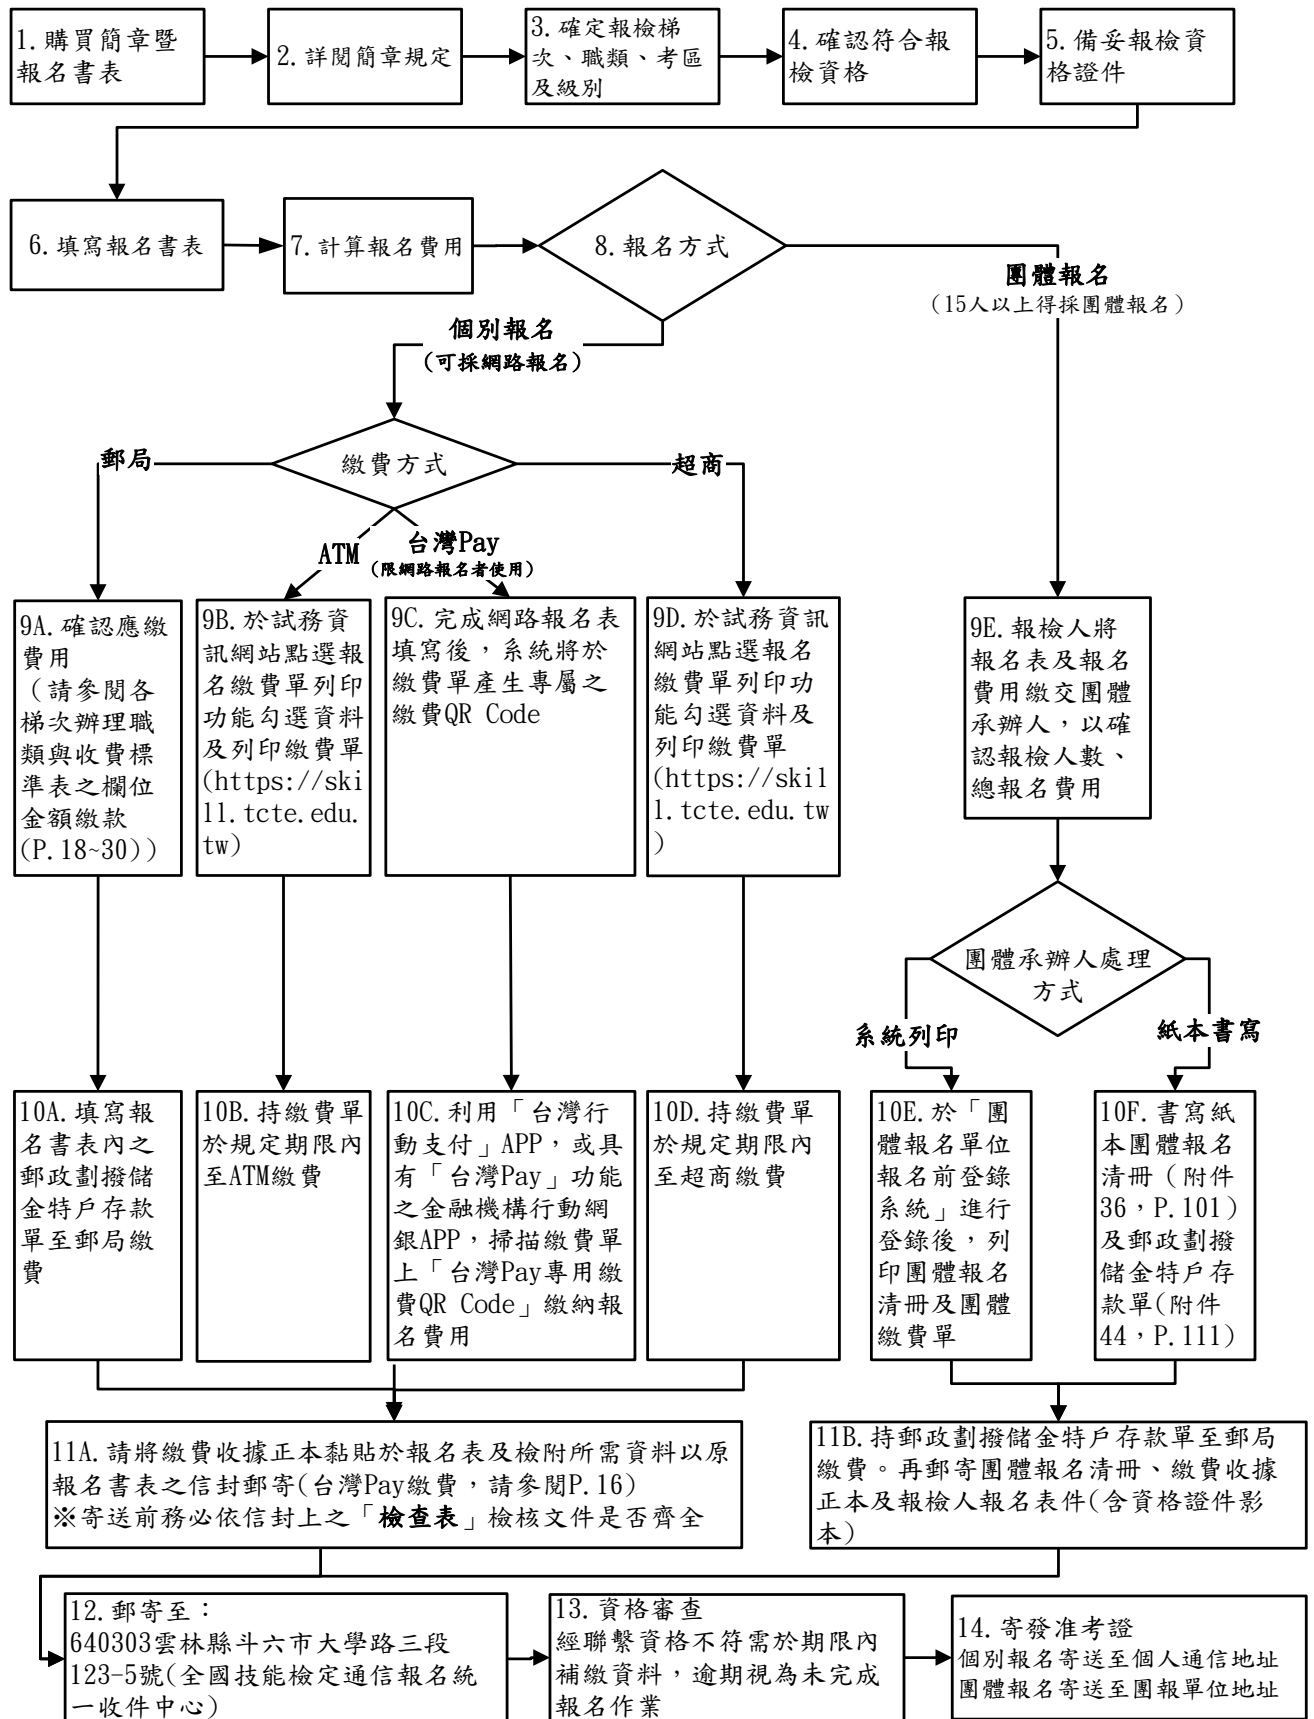 1.購買簡章暨
報名書表
2.詳閱簡章規定
3.確定報檢梯
次、職類、考區
及級別
4.確認符合報
檢資格
5.備妥報檢資
格證件
6.填寫報名書表
7.計算報名費用
8.報名方式
團體報名
(15人以上得採團體報名)
個別報名
(可採網路報名)
繳費方式
郵局
ATM
台灣Pay
(限網路報名者使用)
超商
9A.確認應繳
費用
(請參閱各
梯次辦理職
類與收費標
準表之欄位
金額繳款
(P.18~30))
9B.於試務資
訊網站點選報
名繳費單列印
功能勾選資料
及列印繳費單
(https://ski
ll.tcte.edu.
tw)
9C.完成網路報名表
填寫後，系統將於
繳費單產生專屬之
繳費QR Code
9D.於試務資訊
網站點選報名
繳費單列印功
能勾選資料及
列印繳費單
(https://skil
l.tcte.edu.tw
)
9E.報檢人將
報名表及報名
費用繳交團體
承辦人，以確
認報檢人數、
總報名費用
團體承辦人處理
方式
系統列印
紙本書寫
10A.填寫報
名書表內之
郵政劃撥儲
金特戶存款
單至郵局繳
費
10B.持繳費單
於規定期限內
至ATM繳費
10C.利用「台灣行
動支付」APP，或具
有「台灣Pay」功能
之金融機構行動網
銀APP，掃描繳費單
上「台灣Pay專用繳
費QR Code」繳納報
名費用
10D.持繳費單
於規定期限內
至超商繳費
10E.於「團
體報名單位
報名前登錄
系統」進行
登錄後，列
印團體報名
清冊及團體
繳費單
10F.書寫紙
本團體報名
清冊（附件
36，P.101）
及郵政劃撥
儲金特戶存
款單(附件
44，P.111)
11A.請將繳費收據正本黏貼於報名表及檢附所需資料以原
報名書表之信封郵寄(台灣Pay繳費，請參閱P.16)
※寄送前務必依信封上之「檢查表」檢核文件是否齊全
11B.持郵政劃撥儲金特戶存款單至郵局
繳費。再郵寄團體報名清冊、繳費收據
正本及報檢人報名表件(含資格證件影
本)
12.郵寄至：
640303雲林縣斗六市大學路三段
123-5號(全國技能檢定通信報名統
一收件中心)
13.資格審查
經聯繫資格不符需於期限內
補繳資料，逾期視為未完成
報名作業
14.寄發准考證
個別報名寄送至個人通信地址
團體報名寄送至團報單位地址